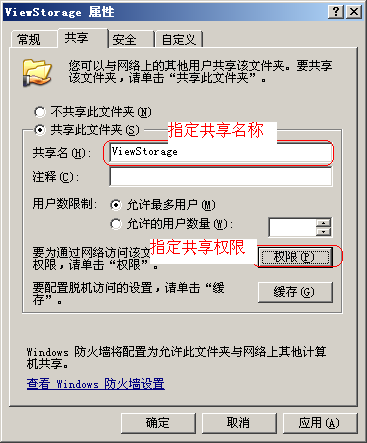 ViewStorage 属性
常规 共享 安全 自定义
您可以与网络上的其他用户共享该文件夹。要共享
该文件夹，请单击“共享此文件夹”。
不共享此文件夹(N)
共享此文件夹(S)
指定共享名称
共享名(H): ViewStorage
注释(C):
用户数限制: 允许最多用户(M)
允许的用户数量(W):
指定共享权限
要为通过网络访问该文
权限，请单击“权限”。
权限(P)
要配置脱机访问的设置，请单击“缓
存”。
缓存(G)
Windows 防火墙将配置为允许此文件夹与网络上其他计算
机共享。
查看 Windows 防火墙设置
确定 取消 应用(A)